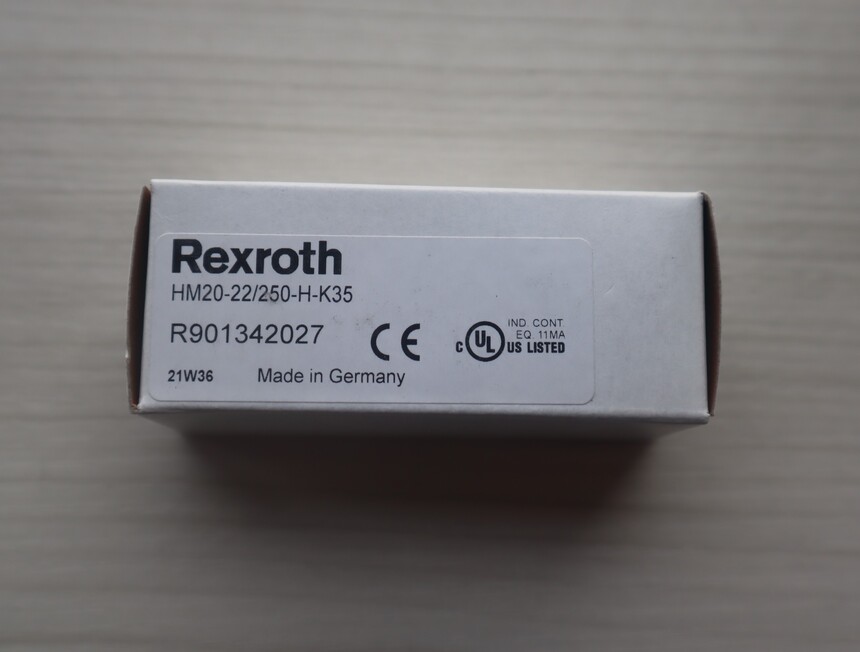 Rexroth
HM20-22/250-H-K35
R901342027
CE
C UL US LISTED
IND. CONT.
EQ. 11MA
21W36 Made in Germany